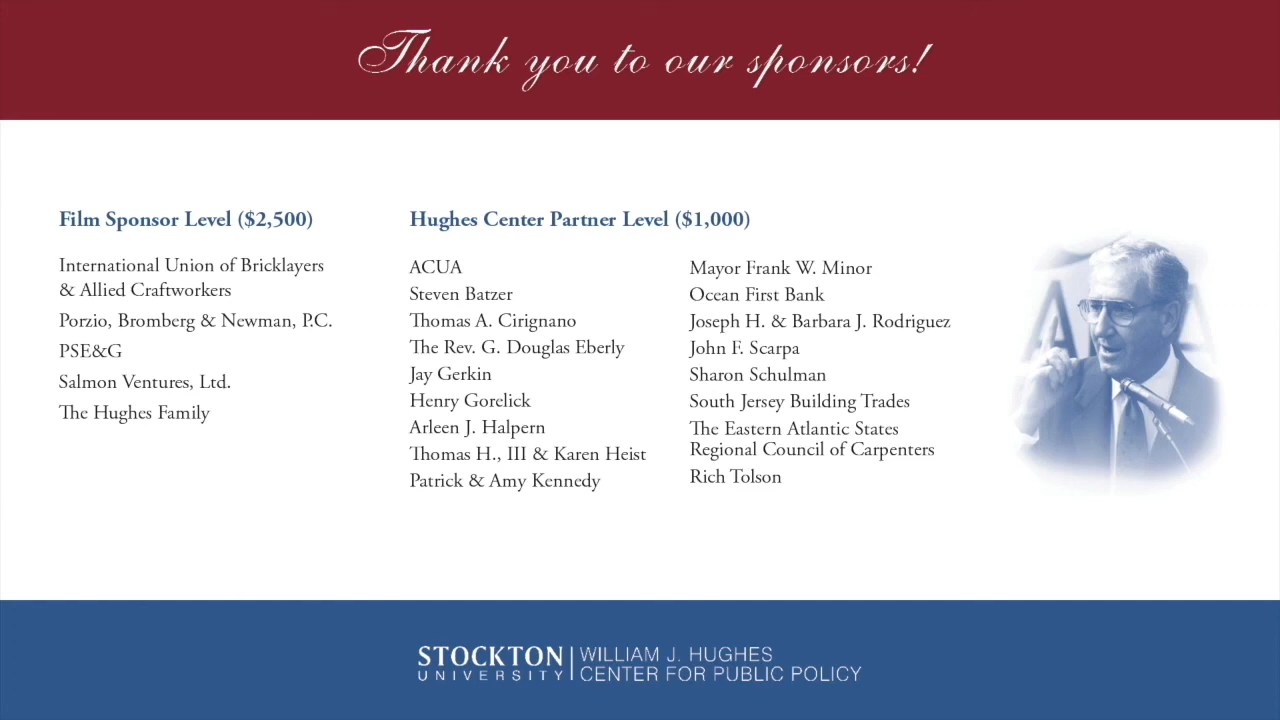 Thank you to our sponsors!
Film Sponsor Level ($2,500)
International Union of Bricklayers
& Allied Craftworkers
Porzio, Bromberg & Newman, P.C.
PSE&G
Salmon Ventures, Ltd.
The Hughes Family
Hughes Center Partner Level ($1,000)
ACUA
Steven Batzer
Thomas A. Cirignano
The Rev. G. Douglas Eberly
Jay Gerkin
Henry Gorelick
Arleen J. Halpern
Thomas H., III & Karen Heist
Patrick & Amy Kennedy
Mayor Frank W. Minor
Ocean First Bank
Joseph H. & Barbara J. Rodriguez
John F. Scarpa
Sharon Schulman
South Jersey Building Trades
The Eastern Atlantic States
Regional Council of Carpenters
Rich Tolson
STOCKTON
UNIVERSITY
WILLIAM J. HUGHES
CENTER FOR PUBLIC POLICY